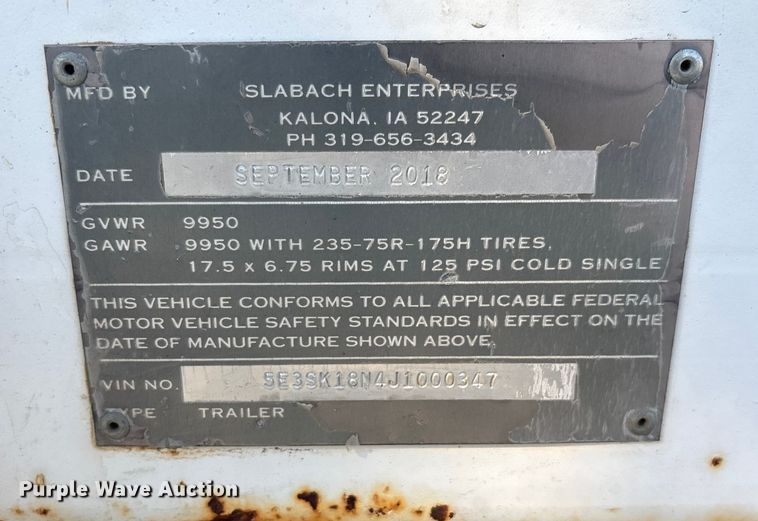 MFD BY SLABACH ENTERPRISES
KALONA, IA 52247
PH 319-656-3434
DATE SEPTEMBER 2018
GVWR 9950
GAWR 9950 WITH 235-75R-175H TIRES,
17.5 x 6.75 RIMS AT 125 PSI COLD SINGLE
THIS VEHICLE CONFORMS TO ALL APPLICABLE FEDERAL
MOTOR VEHICLE SAFETY STANDARDS IN EFFECT ON THE
DATE OF MANUFACTURE SHOWN ABOVE
VIN NO. 5E3SK18N4J1000347
TYPE TRAILER
Purple Wave Auction